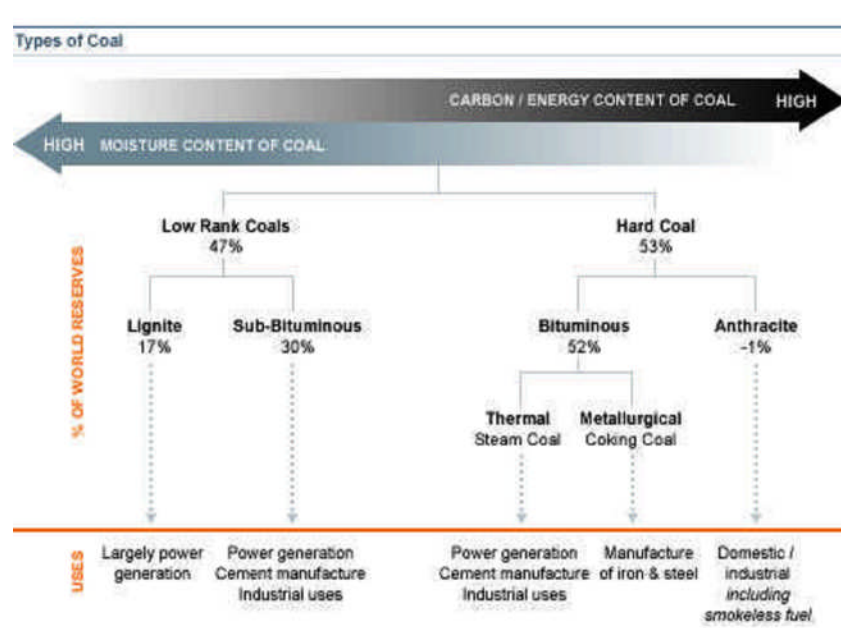 Types of Coal
CARBON / ENERGY CONTENT OF COAL HIGH
HIGH MOISTURE CONTENT OF COAL
% OF WORLD RESERVES
Low Rank Coals
47%
Hard Coal
53%
Lignite
17%
Sub-Bituminous
30%
Bituminous
52%
Anthracite
-1%
Thermal
Steam Coal
Metallurgical
Coking Coal
USES
Largely power
generation
Power generation
Cement manufacture
Industrial uses
Power generation
Cement manufacture
Industrial uses
Manufacture
of iron & steel
Domestic /
industrial
including
smokeless fuel